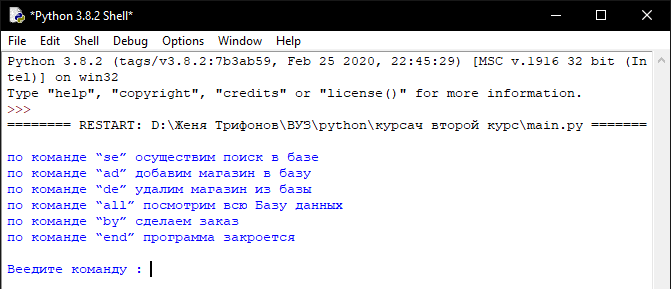 *Python 3.8.2 Shell*
File Edit Shell Debug Options Window Help
Python 3.8.2 (tags/v3.8.2:7b3ab59, Feb 25 2020, 22:45:29) [MSC v.1916 32 bit (In
tel)] on win32
Type "help", "copyright", "credits" or "license()" for more information.
>>>
======== RESTART: D:\Женя Трифонов\ВУЗ\python\курсач второй курс\main.py =======
по команде “se” осуществим поиск в базе
по команде “ad” добавим магазин в базу
по команде “de” удалим магазин из базы
по команде “all” посмотрим всю Базу данных
по команде “by” сделаем заказ
по команде “end” программа закроется
Веедите команду :